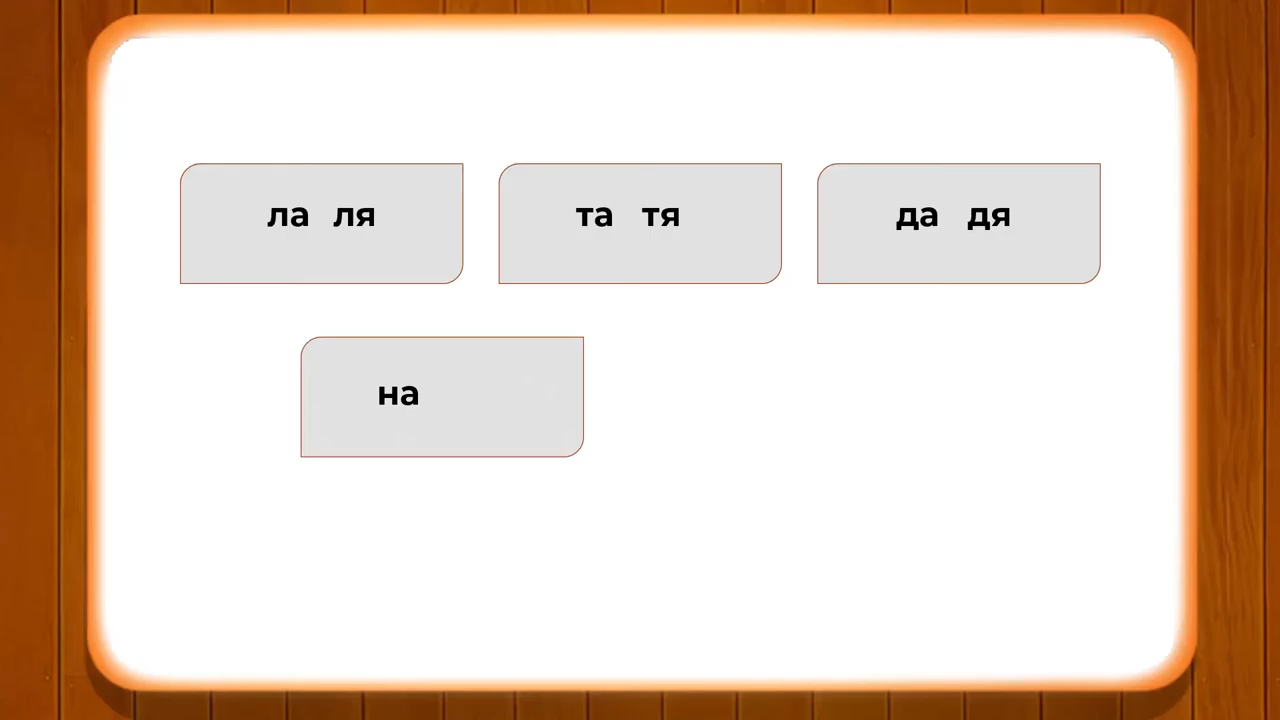 ла ля
та тя
да дя
на